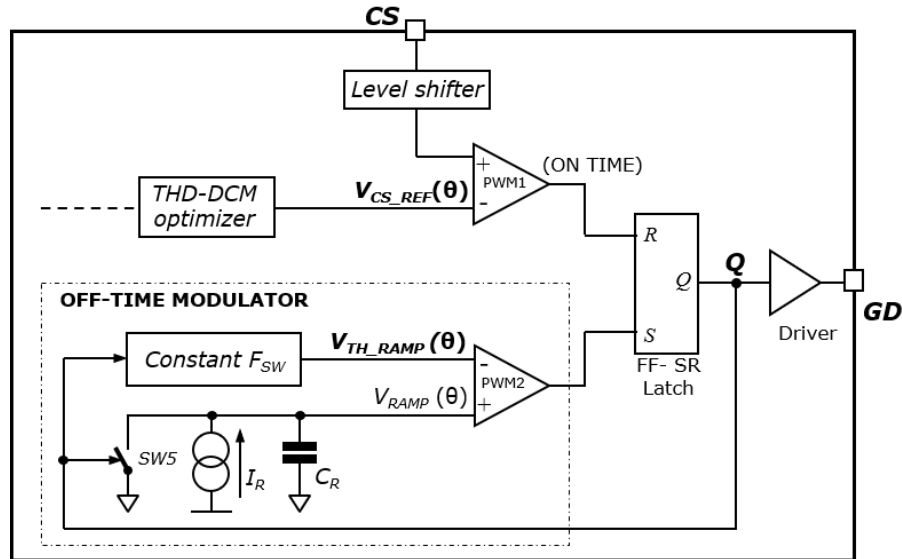 CS
Level shifter
(ON TIME)
+
PWM1
-
THD-DCM
optimizer
V_CS_REF(θ)
R
Q
Q
S
GD
Driver
FF- SR
Latch
OFF-TIME MODULATOR
Constant F_SW
V_TH_RAMP(θ)
-
PWM2
+
V_RAMP (θ)
SW5
I_R
C_R